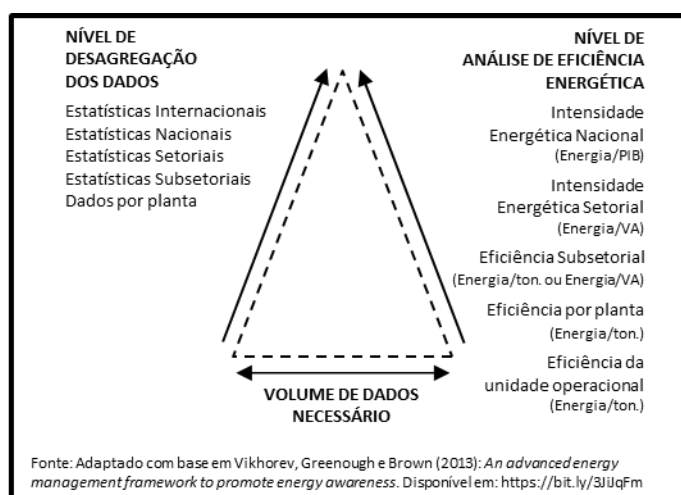 NÍVEL DE
DESAGREGAÇÃO
DOS DADOS
Estatísticas Internacionais
Estatísticas Nacionais
Estatísticas Setoriais
Estatísticas Subsetoriais
Dados por planta
NÍVEL DE
ANÁLISE DE EFICIÊNCIA
ENERGÉTICA
Intensidade
Energética Nacional
(Energia/PIB)
Intensidade
Energética Setorial
(Energia/VA)
Eficiência Subsetorial
(Energia/ton. ou Energia/VA)
Eficiência por planta
(Energia/ton.)
Eficiência da
unidade operacional
(Energia/ton.)
VOLUME DE DADOS
NECESSÁRIO
Fonte: Adaptado com base em Vikhorev, Greenough e Brown (2013): An advanced energy
management framework to promote energy awareness. Disponível em: https://bit.ly/3JiJqFm